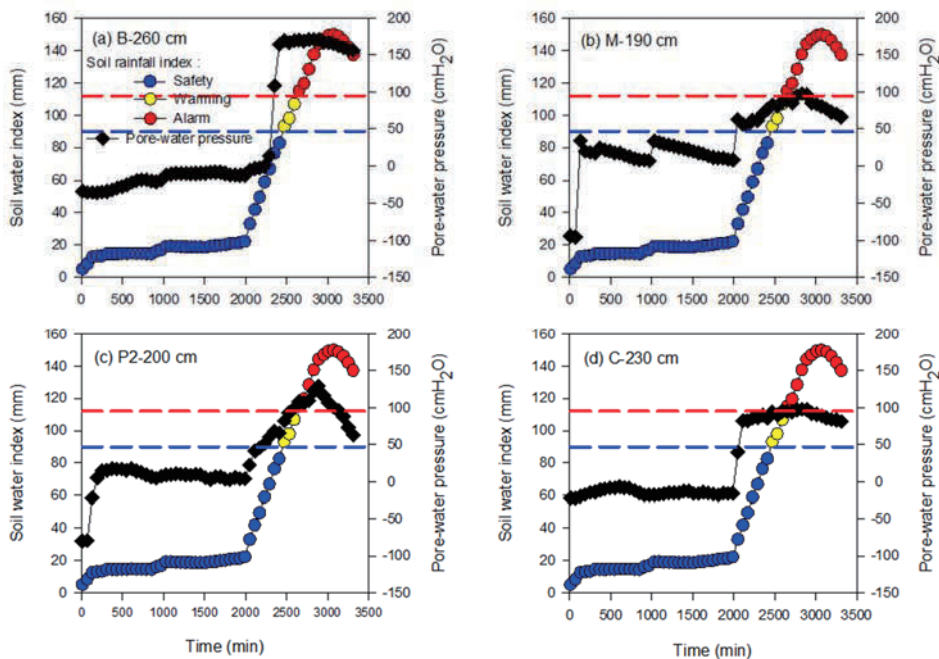 (a) B-260 cm
Soil rainfall index :
Safety
Warming
Alarm
Pore-water pressure
Soil water index (mm)
160
140
120
100
80
60
40
20
0
Pore-water pressure (cmH2O)
200
150
100
50
0
-50
-100
-150
0 500 1000 1500 2000 2500 3000 3500
(b) M-190 cm
Soil water index (mm)
160
140
120
100
80
60
40
20
0
Pore-water pressure (cmH2O)
200
150
100
50
0
-50
-100
-150
0 500 1000 1500 2000 2500 3000 3500
(c) P2-200 cm
Soil water index (mm)
160
140
120
100
80
60
40
20
0
Pore-water pressure (cmH2O)
200
150
100
50
0
-50
-100
-150
0 500 1000 1500 2000 2500 3000 3500
Time (min)
(d) C-230 cm
Soil water index (mm)
160
140
120
100
80
60
40
20
0
Pore-water pressure (cmH2O)
200
150
100
50
0
-50
-100
-150
0 500 1000 1500 2000 2500 3000 3500
Time (min)